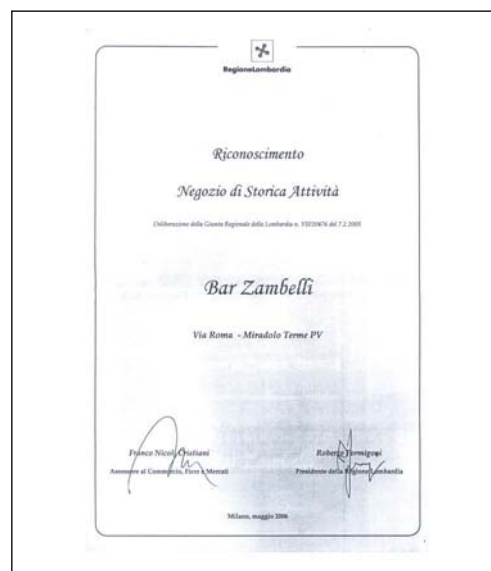 RegioneLombardia
Riconoscimento
Negozio di Storica Attività
Deliberazione della Giunta Regionale della Lombardia n. VII/20476 del 7.2.2005
Bar Zambelli
Via Roma - Miradolo Terme PV
Franco Nicoli Cristiani
Assessore al Commercio, Fiere e Mercati
Roberto Formigoni
Presidente della Regione Lombardia
Milano, maggio 2006